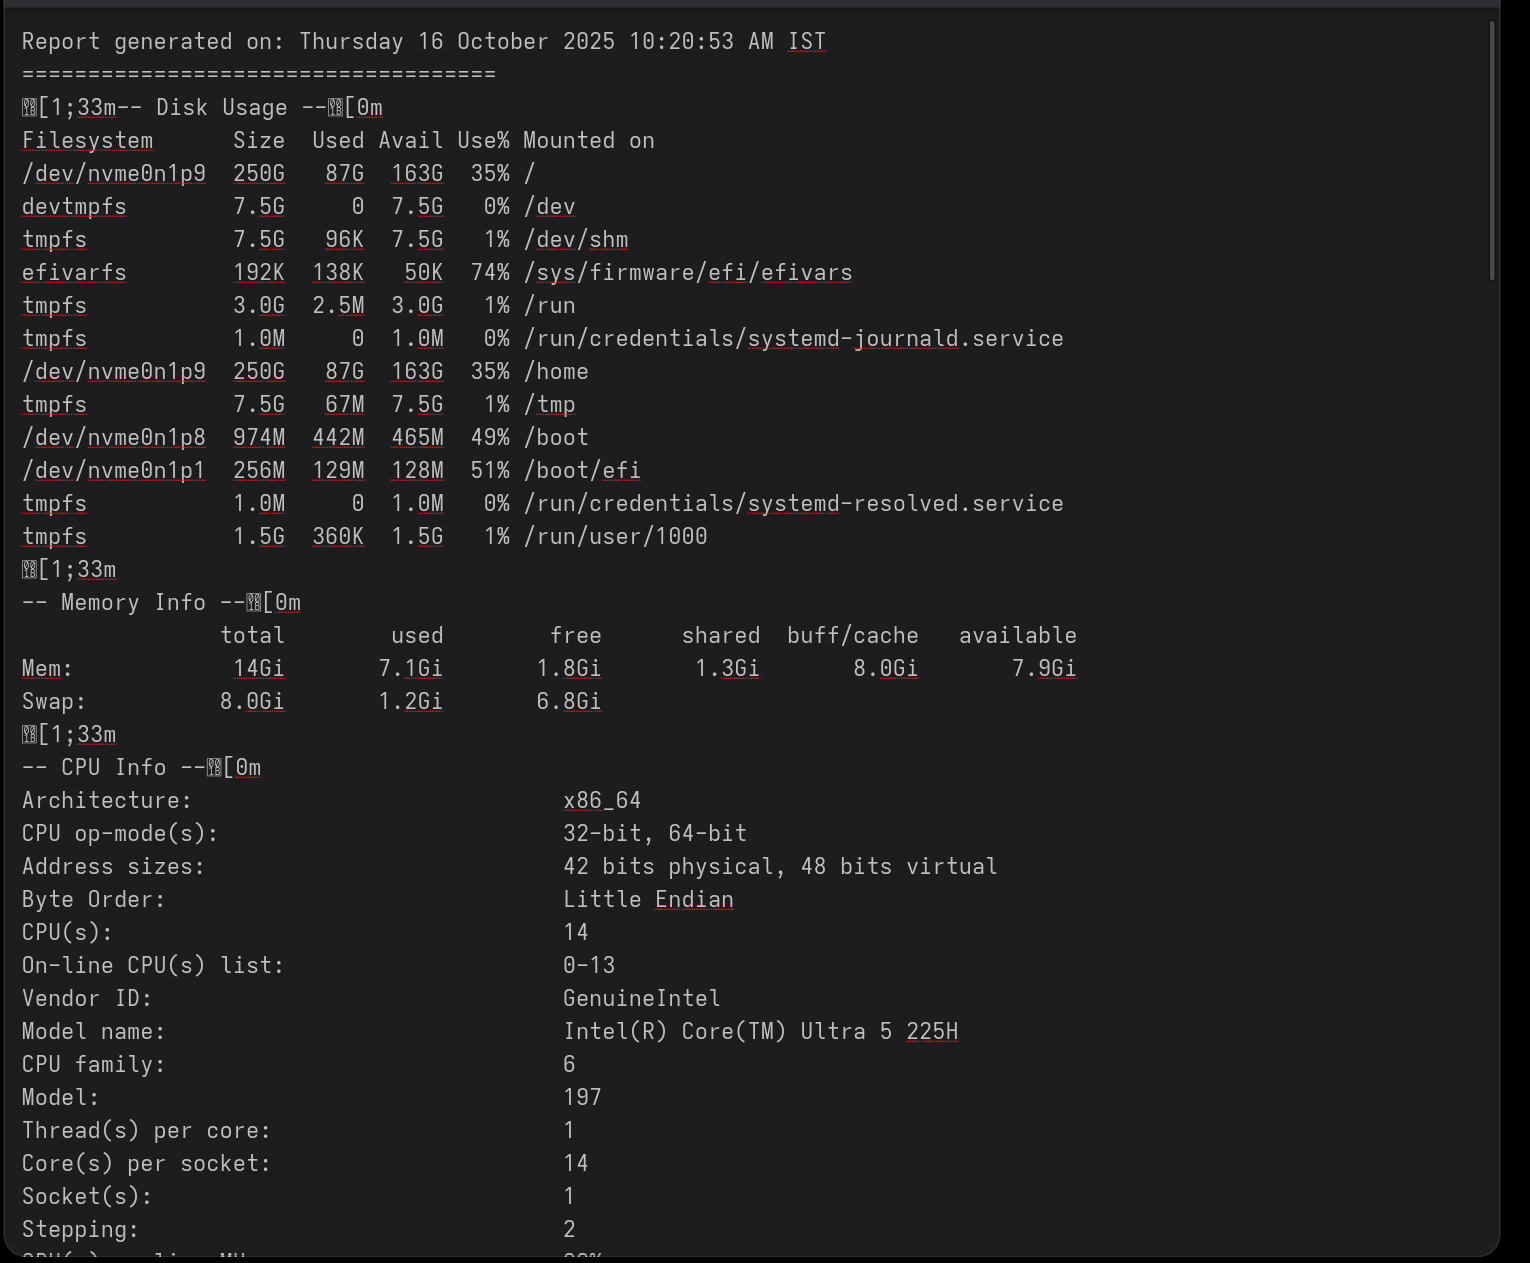 Report generated on: Thursday 16 October 2025 10:20:53 AM IST
====================================
[1;33m-- Disk Usage --[0m
Filesystem      Size  Used Avail Use% Mounted on
/dev/nvme0n1p9  250G   87G  163G  35% /
devtmpfs        7.5G     0  7.5G   0% /dev
tmpfs           7.5G   96K  7.5G   1% /dev/shm
efivarfs        192K  138K   50K  74% /sys/firmware/efi/efivars
tmpfs           3.0G  2.5M  3.0G   1% /run
tmpfs           1.0M     0  1.0M   0% /run/credentials/systemd-journald.service
/dev/nvme0n1p9  250G   87G  163G  35% /home
tmpfs           7.5G   67M  7.5G   1% /tmp
/dev/nvme0n1p8  974M  442M  465M  49% /boot
/dev/nvme0n1p1  256M  129M  128M  51% /boot/efi
tmpfs           1.0M     0  1.0M   0% /run/credentials/systemd-resolved.service
tmpfs           1.5G  360K  1.5G   1% /run/user/1000
[1;33m
-- Memory Info --[0m
               total        used        free      shared  buff/cache   available
Mem:            14Gi       7.1Gi       1.8Gi       1.3Gi       8.0Gi       7.9Gi
Swap:          8.0Gi       1.2Gi       6.8Gi
[1;33m
-- CPU Info --[0m
Architecture:                            x86_64
CPU op-mode(s):                          32-bit, 64-bit
Address sizes:                           42 bits physical, 48 bits virtual
Byte Order:                              Little Endian
CPU(s):                                  14
On-line CPU(s) list:                     0-13
Vendor ID:                               GenuineIntel
Model name:                              Intel(R) Core(TM) Ultra 5 225H
CPU family:                              6
Model:                                   197
Thread(s) per core:                      1
Core(s) per socket:                      14
Socket(s):                               1
Stepping:                                2